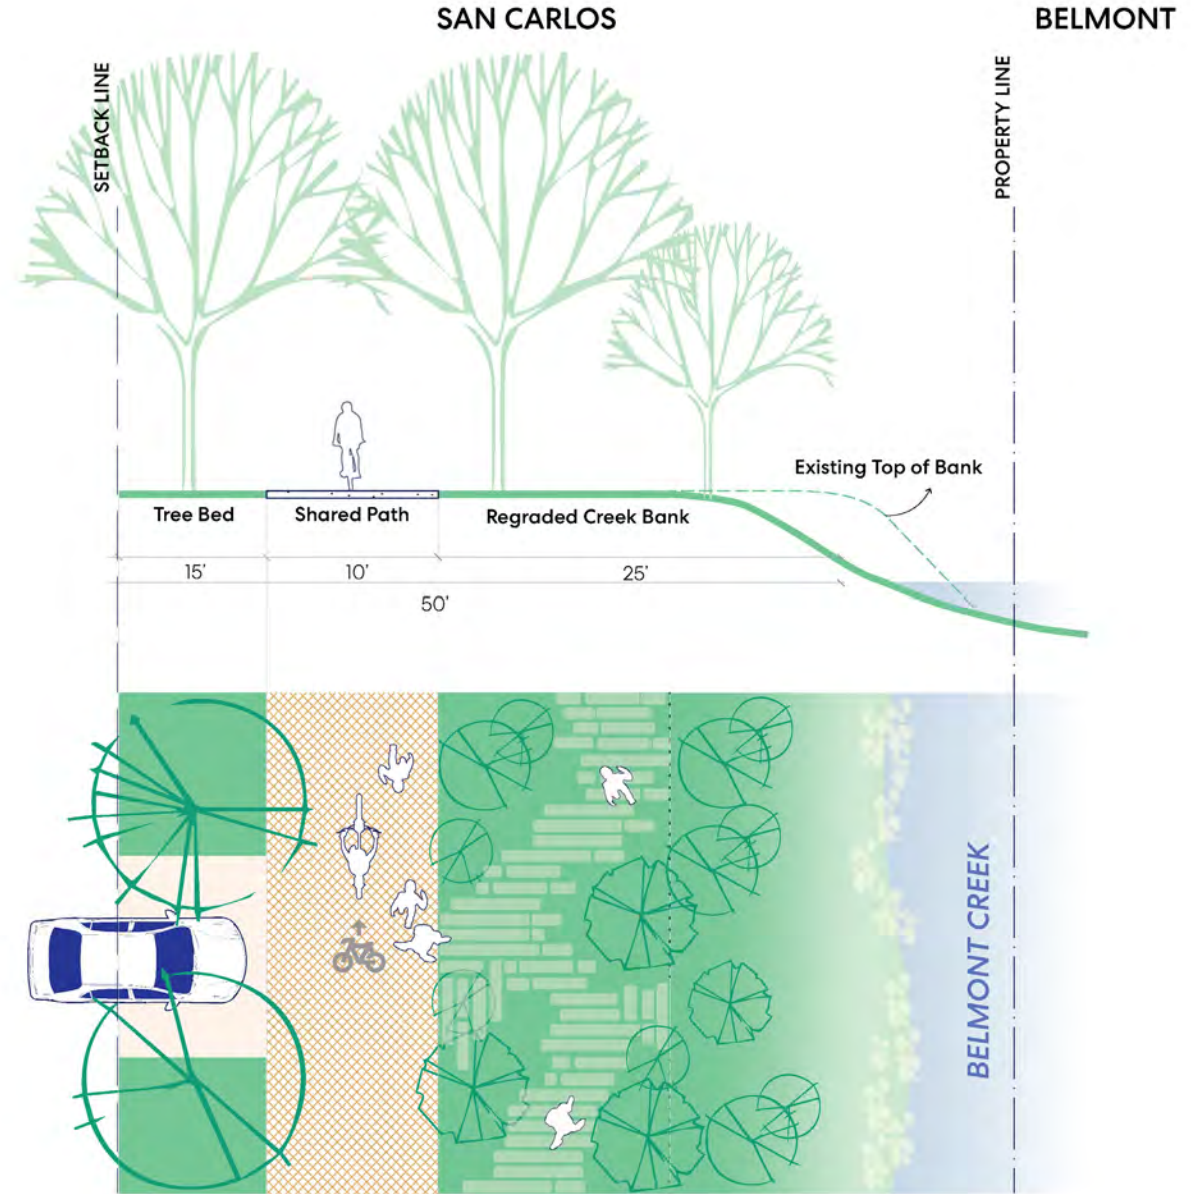 SAN CARLOS
BELMONT
SETBACK LINE
PROPERTY LINE
Existing Top of Bank
Tree Bed
Shared Path
Regraded Creek Bank
15'
10'
25'
50'
BELMONT CREEK